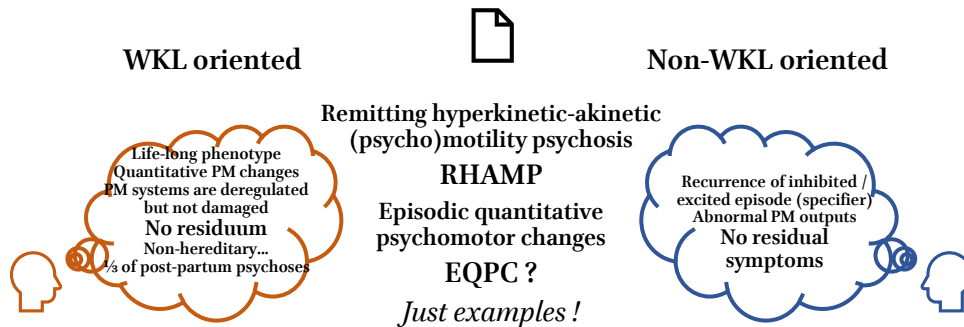 WKL oriented
Non-WKL oriented
Remitting hyperkinetic-akinetic
(psycho)motility psychosis
RHAMP
Episodic quantitative
psychomotor changes
EQPC ?
Just examples !
Life-long phenotype
Quantitative PM changes
PM systems are deregulated
but not damaged
No residuum
Non-hereditary...
⅓ of post-partum psychoses
Recurrence of inhibited /
excited episode (specifier)
Abnormal PM outputs
No residual
symptoms